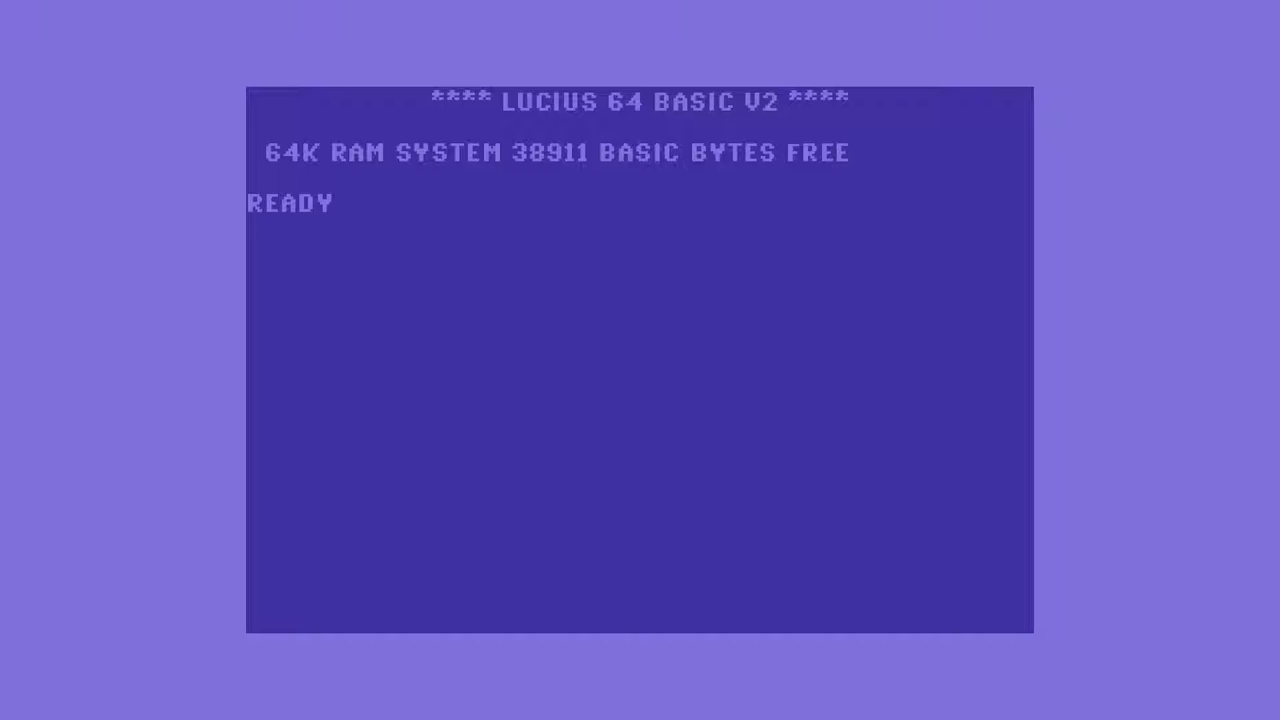 **** LUCIUS 64 BASIC V2 ****
64K RAM SYSTEM 38911 BASIC BYTES FREE
READY